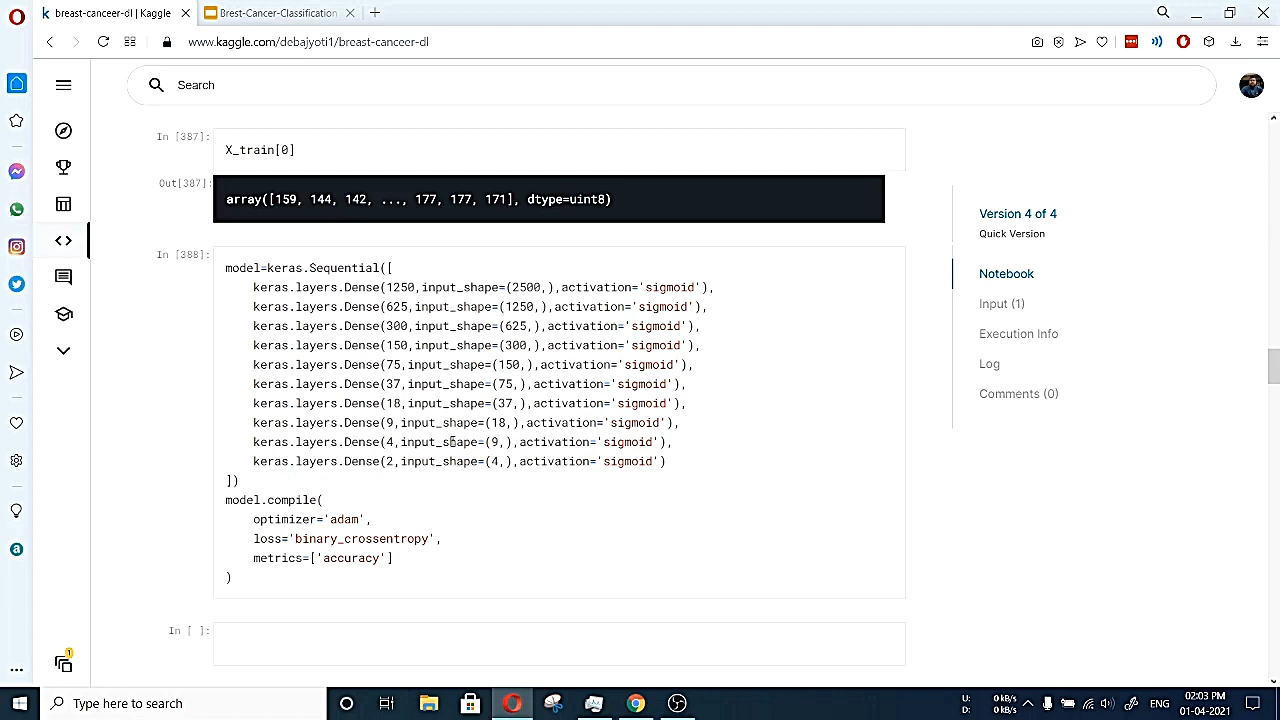 breast-canceer-dl | Kaggle
Brest-Cancer-Classification
www.kaggle.com/debajyoti1/breast-canceer-dl
Search
In [387]:
X_train[0]
Out[387]:
array([159, 144, 142, ..., 177, 177, 171], dtype=uint8)
In [388]:
model=keras.Sequential([
keras.layers.Dense(1250,input_shape=(2500,),activation='sigmoid'),
keras.layers.Dense(625,input_shape=(1250,),activation='sigmoid'),
keras.layers.Dense(300,input_shape=(625,),activation='sigmoid'),
keras.layers.Dense(150,input_shape=(300,),activation='sigmoid'),
keras.layers.Dense(75,input_shape=(150,),activation='sigmoid'),
keras.layers.Dense(37,input_shape=(75,),activation='sigmoid'),
keras.layers.Dense(18,input_shape=(37,),activation='sigmoid'),
keras.layers.Dense(9,input_shape=(18,),activation='sigmoid'),
keras.layers.Dense(4,input_shape=(9,),activation='sigmoid'),
keras.layers.Dense(2,input_shape=(4,),activation='sigmoid')
])
model.compile(
optimizer='adam',
loss='binary_crossentropy',
metrics=['accuracy']
)
In [ ]:
Version 4 of 4
Quick Version
Notebook
Input (1)
Execution Info
Log
Comments (0)
1
Type here to search
U: 0 kB/s
D: 0 kB/s
ENG
02:03 PM
01-04-2021